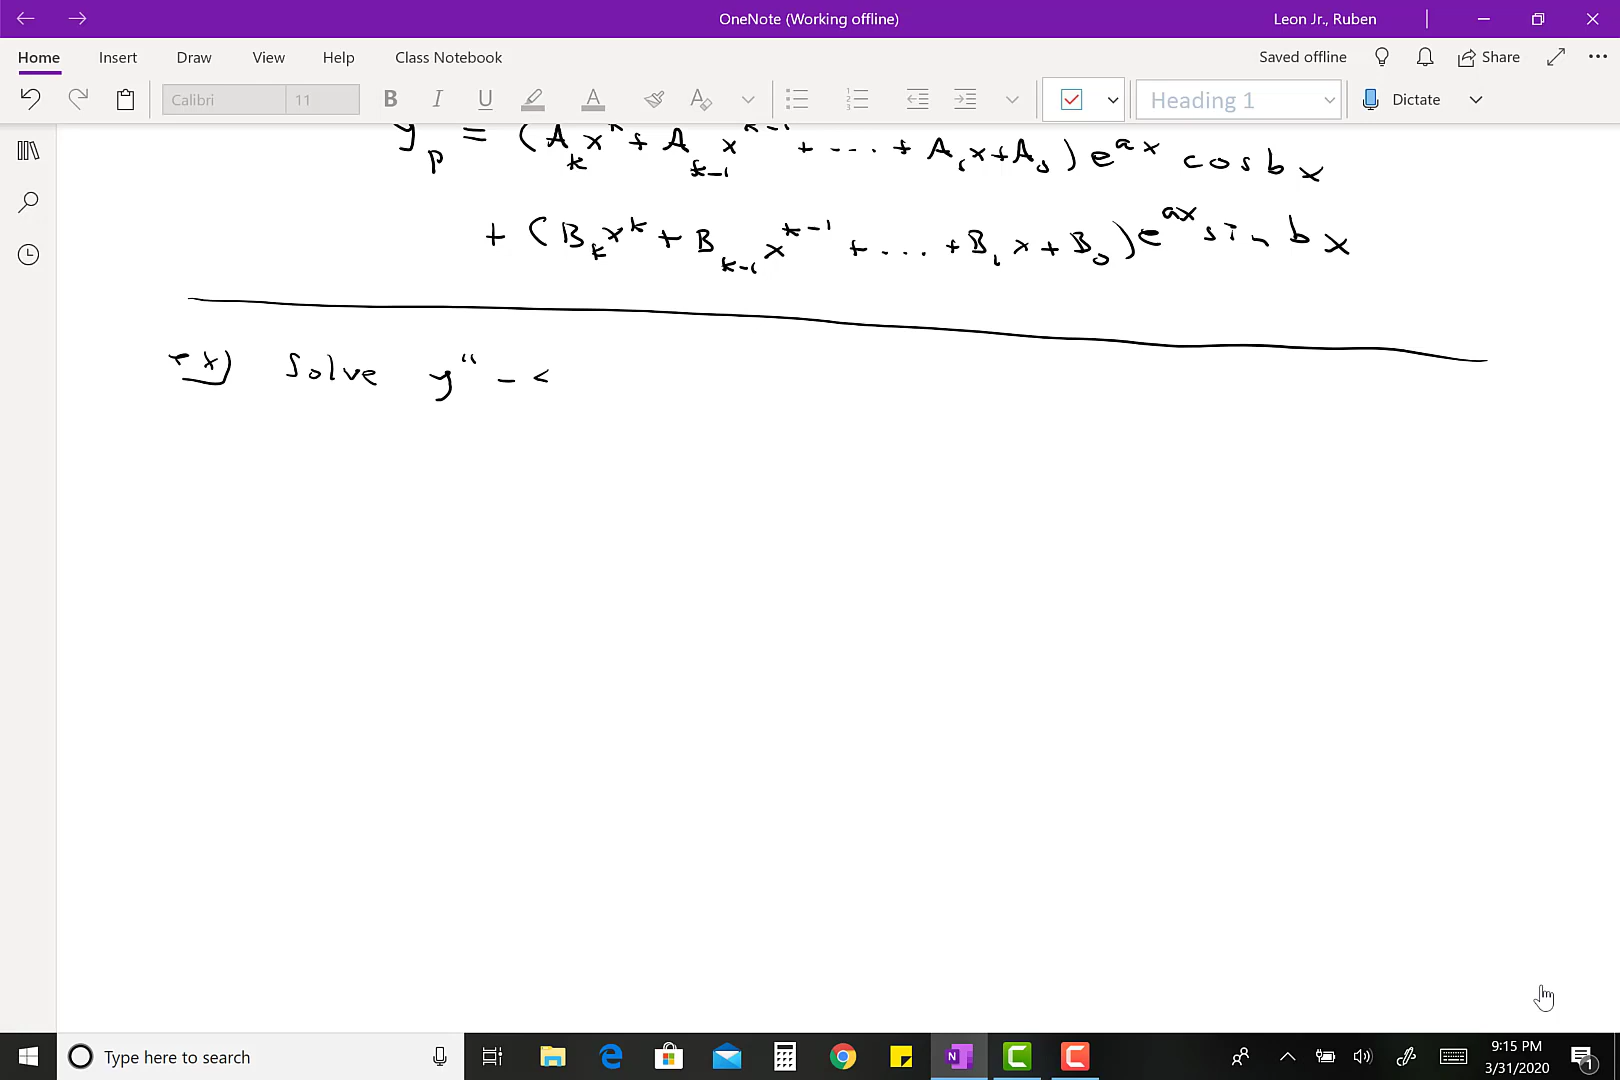 OneNote (Working offline)
Leon Jr., Ruben
Home Insert Draw View Help Class Notebook
Saved offline Share
Calibri 11 B I U A A Heading 1 Dictate
y_p = (A_k x^k + A_{k-1} x^{k-1} + ... + A_1 x + A_0) e^{ax} cos bx
+ (B_k x^k + B_{k-1} x^{k-1} + ... + B_1 x + B_0) e^{ax} sin bx
ex) Solve y" -
Type here to search
9:15 PM
3/31/2020
1